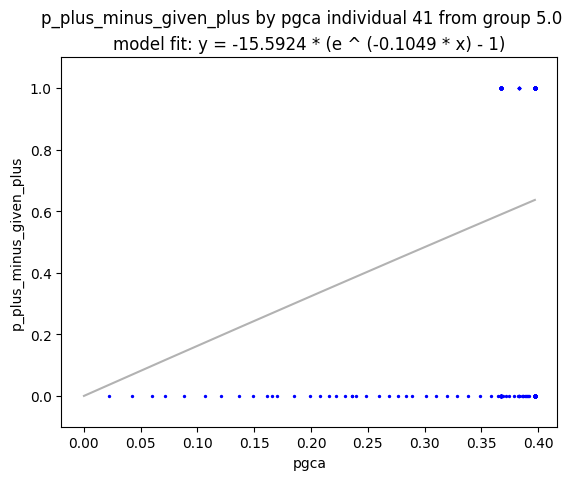 p_plus_minus_given_plus by pgca individual 41 from group 5.0
model fit: y = -15.5924 * (e ^ (-0.1049 * x) - 1)
1.0
0.8
0.6
0.4
0.2
0.0
p_plus_minus_given_plus
0.00 0.05 0.10 0.15 0.20 0.25 0.30 0.35 0.40
pgca